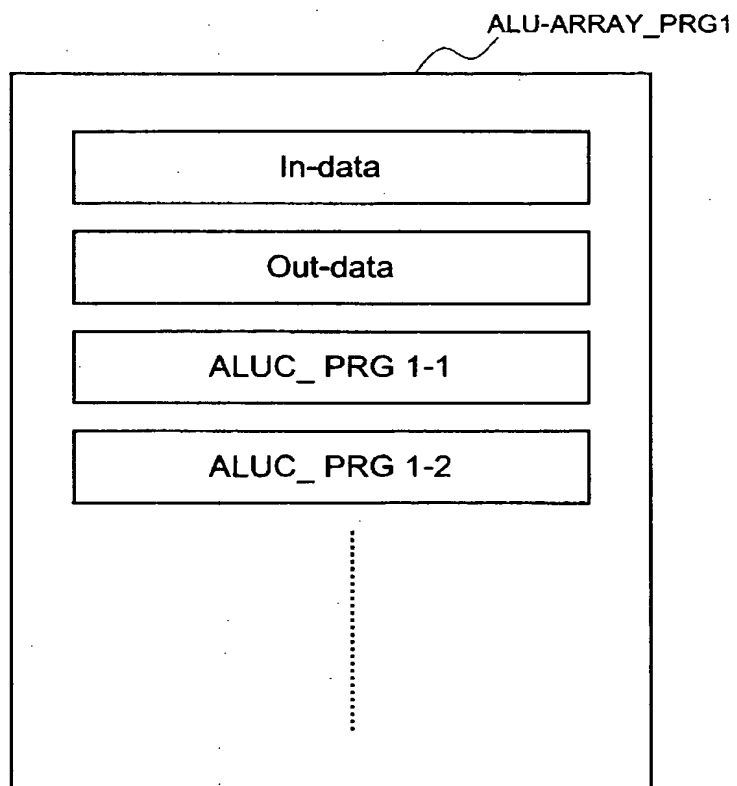 ALU-ARRAY_PRG1
In-data
Out-data
ALUC_ PRG 1-1
ALUC_ PRG 1-2